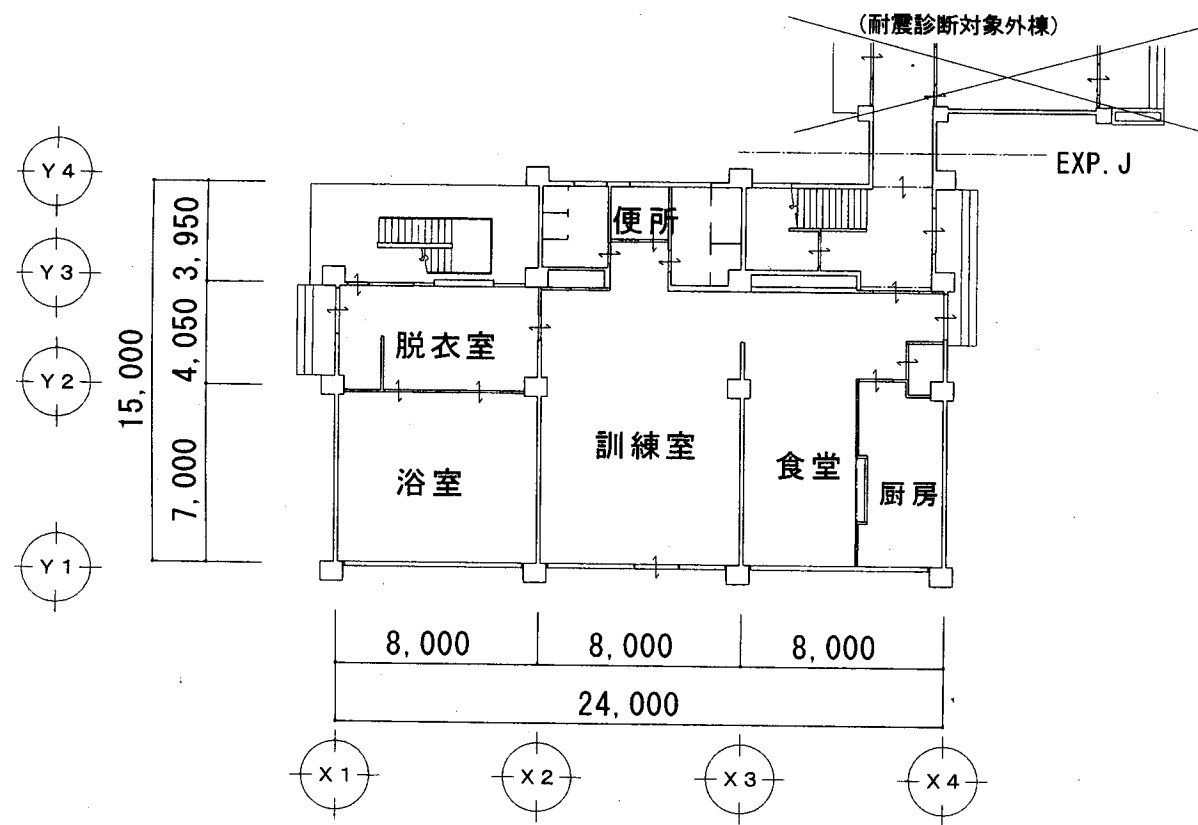 (耐震診断対象外棟)
EXP. J
Y4
Y3
Y2
Y1
3,950
4,050
7,000
15,000
便所
脱衣室
浴室
訓練室
食堂
厨房
8,000
8,000
8,000
24,000
X1
X2
X3
X4